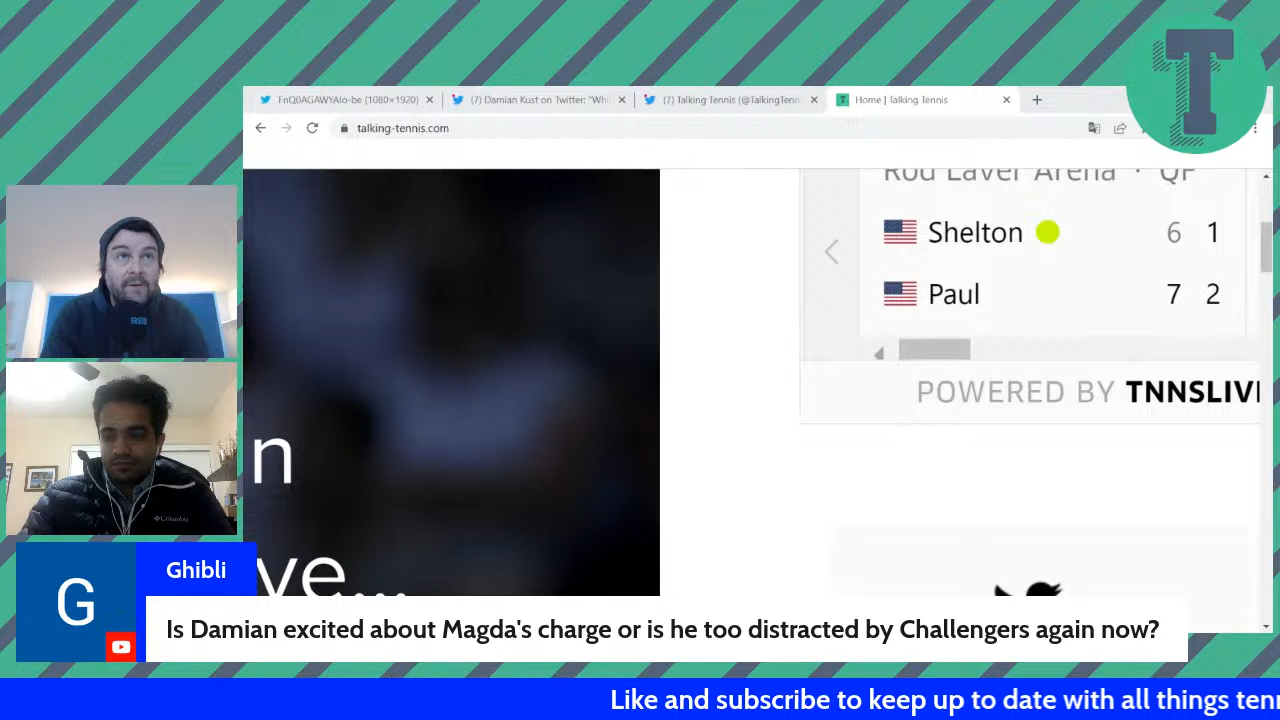 FnQ0AGAWYAIo-be (1080×1920)
(7) Damian Kust on Twitter: "Whi
(7) Talking Tennis (@TalkingTenn
Home | Talking Tennis
talking-tennis.com
T
Rod Laver Arena · QF
Shelton 6 1
Paul 7 2
POWERED BY TNNSLIVE
n
ve...
G
Ghibli
Is Damian excited about Magda's charge or is he too distracted by Challengers again now?
Like and subscribe to keep up to date with all things tenn